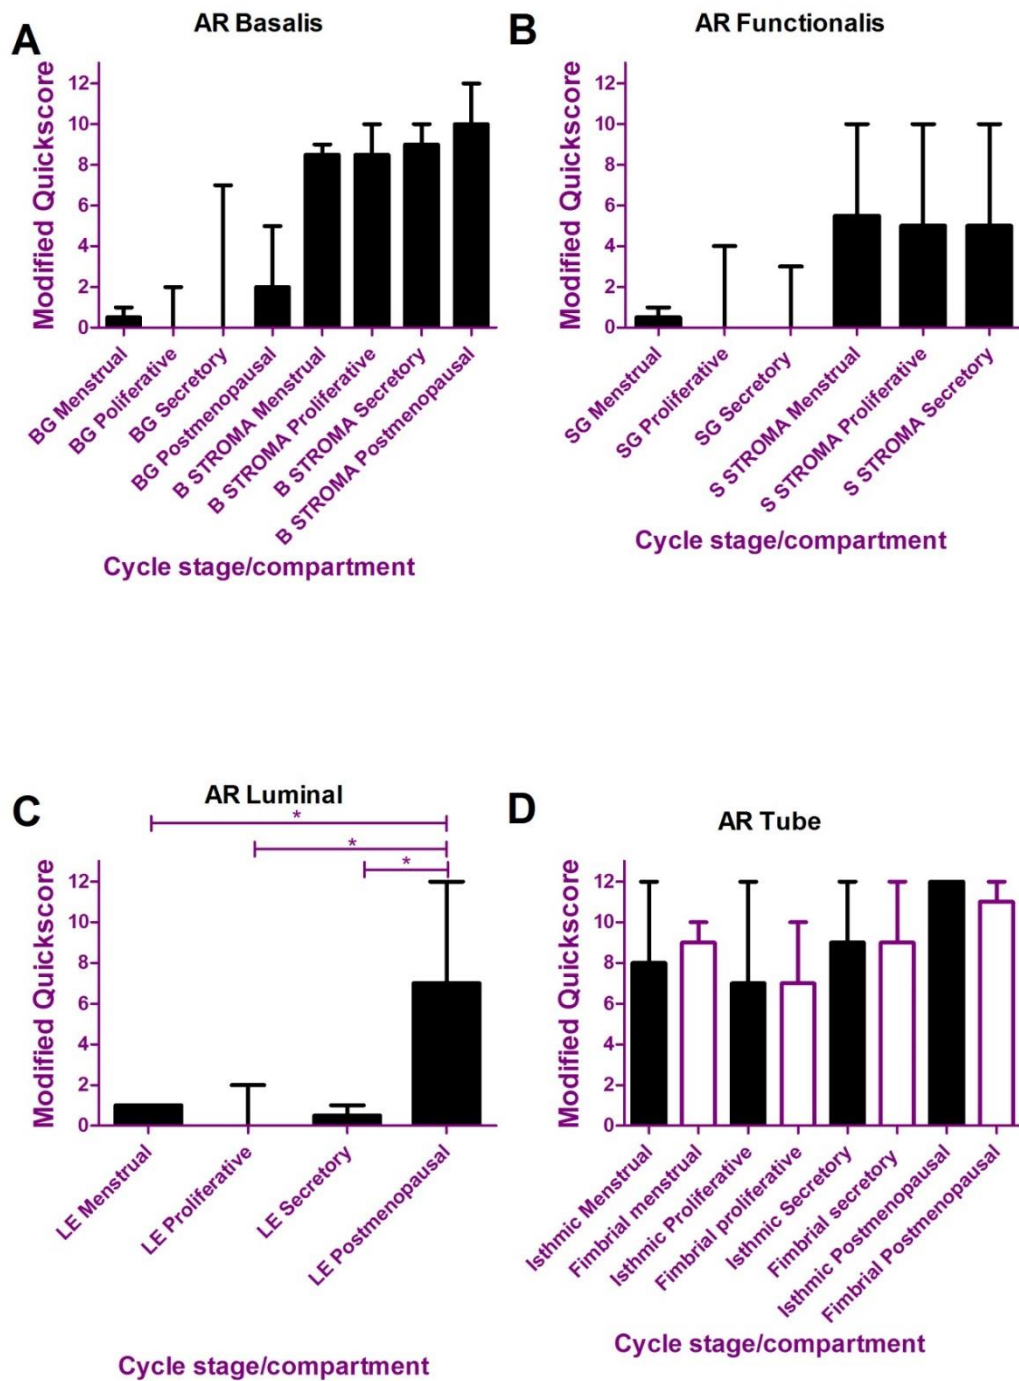 A
AR Basalis
Modified Quickscore
12
10
8
6
4
2
0
BG Menstrual
BG Poliferative
BG Secretory
BG Postmenopausal
B STROMA Menstrual
B STROMA Proliferative
B STROMA Secretory
B STROMA Postmenopausal
Cycle stage/compartment
B
AR Functionalis
Modified Quickscore
12
10
8
6
4
2
0
SG Menstrual
SG Proliferative
SG Secretory
S STROMA Menstrual
S STROMA Proliferative
S STROMA Secretory
Cycle stage/compartment
C
AR Luminal
*
*
*
Modified Quickscore
12
10
8
6
4
2
0
LE Menstrual
LE Proliferative
LE Secretory
LE Postmenopausal
Cycle stage/compartment
D
AR Tube
Modified Quickscore
12
10
8
6
4
2
0
Isthmic Menstrual
Fimbrial menstrual
Isthmic Proliferative
Fimbrial proliferative
Isthmic Secretory
Fimbrial secretory
Isthmic Postmenopausal
Fimbrial Postmenopausal
Cycle stage/compartment